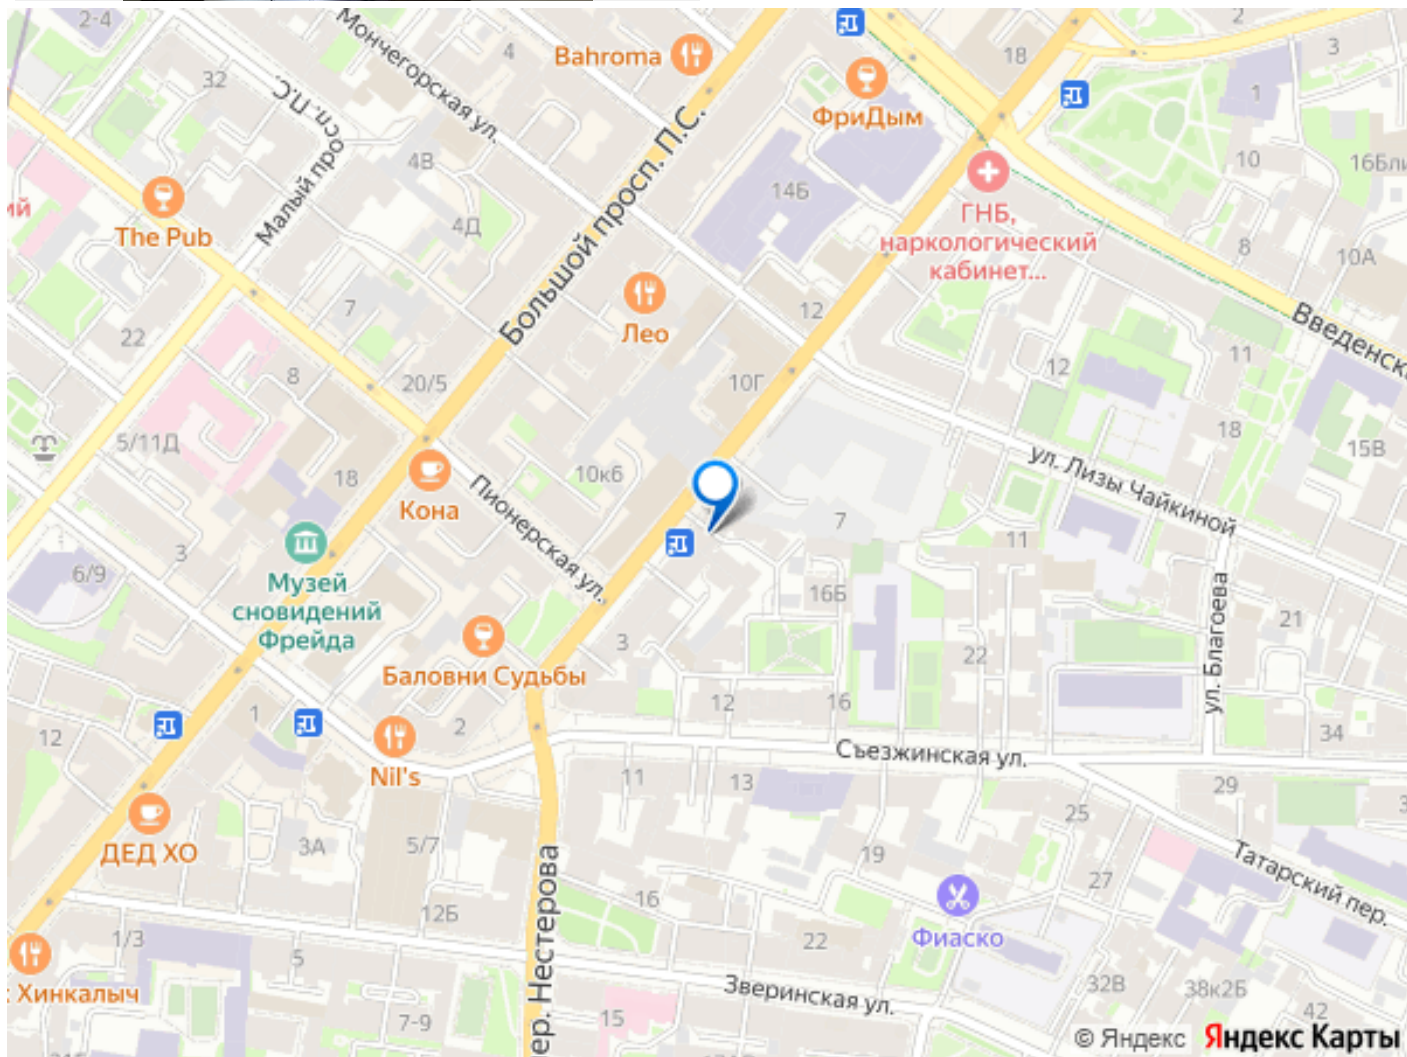 2-4
Мончегорская ул.
4
Bahroma
2
3
18
32
Малый просп. П.С.
ФриДым
1
4В
Большой просп. П.С.
14Б
10
16Бли
ий
The Pub
4Д
ГНБ,
наркологический
кабинет...
8
10А
7
Лео
12
Введенска
22
8
20/5
10Г
12
11
5/11Д
18
18
15В
10к6
ул. Лизы Чайкиной
Кона
Пионерская ул.
7
3
11
6/9
Музей
сновидений
Фрейда
16Б
ул. Благоева
21
3
22
Баловни Судьбы
12
16
1
2
12
34
Съезжинская ул.
Nil's
11
13
29
25
ДЕД ХО
3А
5/7
19
Татарский пер.
27
16
12Б
пер. Нестерова
Фиаско
1/3
5
22
Хинкалыч
Зверинская ул.
32В
38к2Б
7-9
15
42
© Яндекс Яндекс Карты